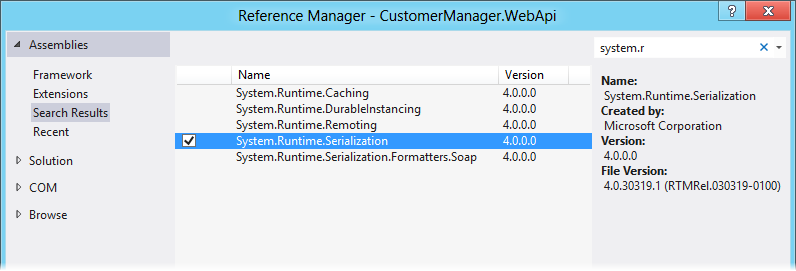 Reference Manager - CustomerManager.WebApi
?
Assemblies
Framework
Extensions
Search Results
Recent
Solution
COM
Browse
Name Version
System.Runtime.Caching 4.0.0.0
System.Runtime.DurableInstancing 4.0.0.0
System.Runtime.Remoting 4.0.0.0
System.Runtime.Serialization 4.0.0.0
System.Runtime.Serialization.Formatters.Soap 4.0.0.0
system.r
Name:
System.Runtime.Serialization
Created by:
Microsoft Corporation
Version:
4.0.0.0
File Version:
4.0.30319.1 (RTMRel.030319-0100)